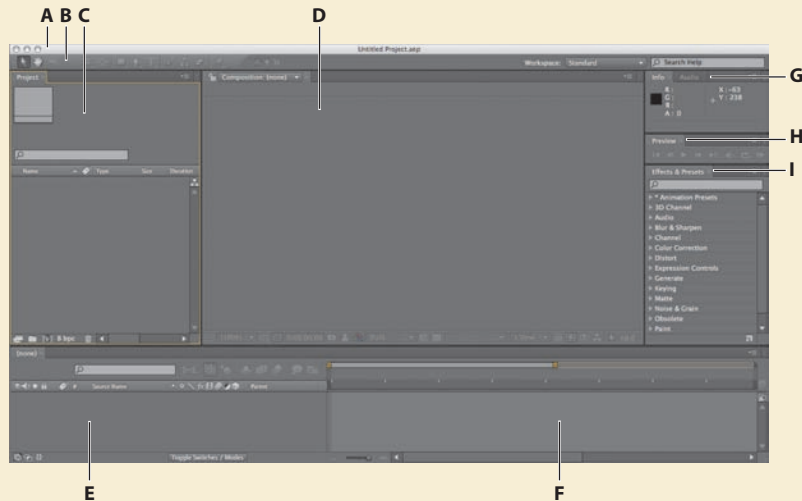 A B C D
Untitled Project.aep
Workspace: Standard Search Help
Project
Composition: (none)
Info Audio
G
R :
G :
B :
A : 0
X : -63
Y : 238
Preview
H
Effects & Presets
I
Name Type Size Duration
* Animation Presets
3D Channel
Audio
Blur & Sharpen
Channel
Color Correction
Distort
Expression Controls
Generate
Keying
Matte
Noise & Grain
Obsolete
Paint
8 bpc
(none)
# Source Name Parent
Toggle Switches / Modes
E F